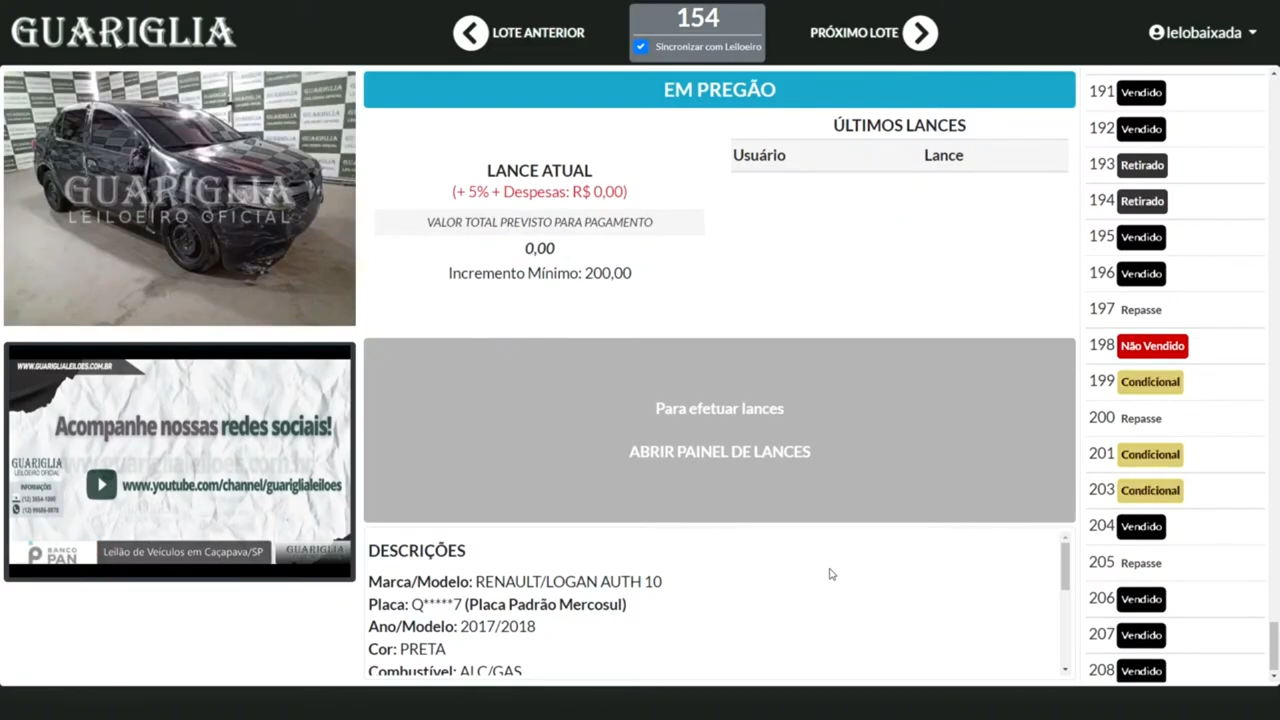 GUARIGLIA
LOTE ANTERIOR
154
Sincronizar com Leiloeiro
PRÓXIMO LOTE
lelobaixada
GUARIGLIA
LEILOEIRO OFICIAL
EM PREGÃO
LANCE ATUAL
(+ 5% + Despesas: R$ 0,00)
VALOR TOTAL PREVISTO PARA PAGAMENTO
0,00
Incremento Mínimo: 200,00
ÚLTIMOS LANCES
Usuário Lance
Para efetuar lances
ABRIR PAINEL DE LANCES
WWW.GUARIGLIALEILOES.COM.BR
Acompanhe nossas redes sociais!
GUARIGLIA
LEILOEIRO OFICIAL
INFORMAÇÕES
www.youtube.com/channel/guariglialeiloes
BANCO
PAN
Leilão de Veiculos em Caçapava/SP
GUARIGLIA
DESCRIÇÕES
Marca/Modelo: RENAULT/LOGAN AUTH 10
Placa: Q*****7 (Placa Padrão Mercosul)
Ano/Modelo: 2017/2018
Cor: PRETA
Combustível: ALC/GAS
191 Vendido
192 Vendido
193 Retirado
194 Retirado
195 Vendido
196 Vendido
197 Repasse
198 Não Vendido
199 Condicional
200 Repasse
201 Condicional
203 Condicional
204 Vendido
205 Repasse
206 Vendido
207 Vendido
208 Vendido